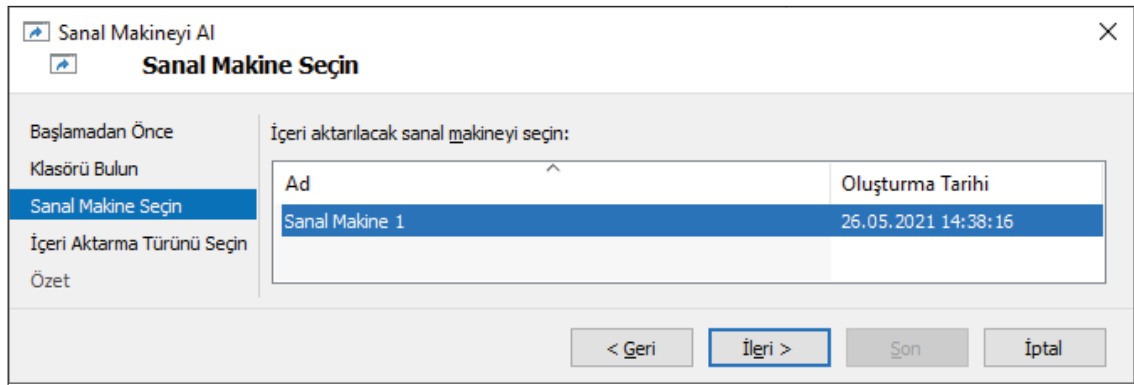 Sanal Makineyi Al
Sanal Makine Seçin
Başlamadan Önce
Klasörü Bulun
Sanal Makine Seçin
İçeri Aktarma Türünü Seçin
Özet
İçeri aktarılacak sanal makineyi seçin:
Ad Oluşturma Tarihi
Sanal Makine 1 26.05.2021 14:38:16
< Geri İleri > Son İptal